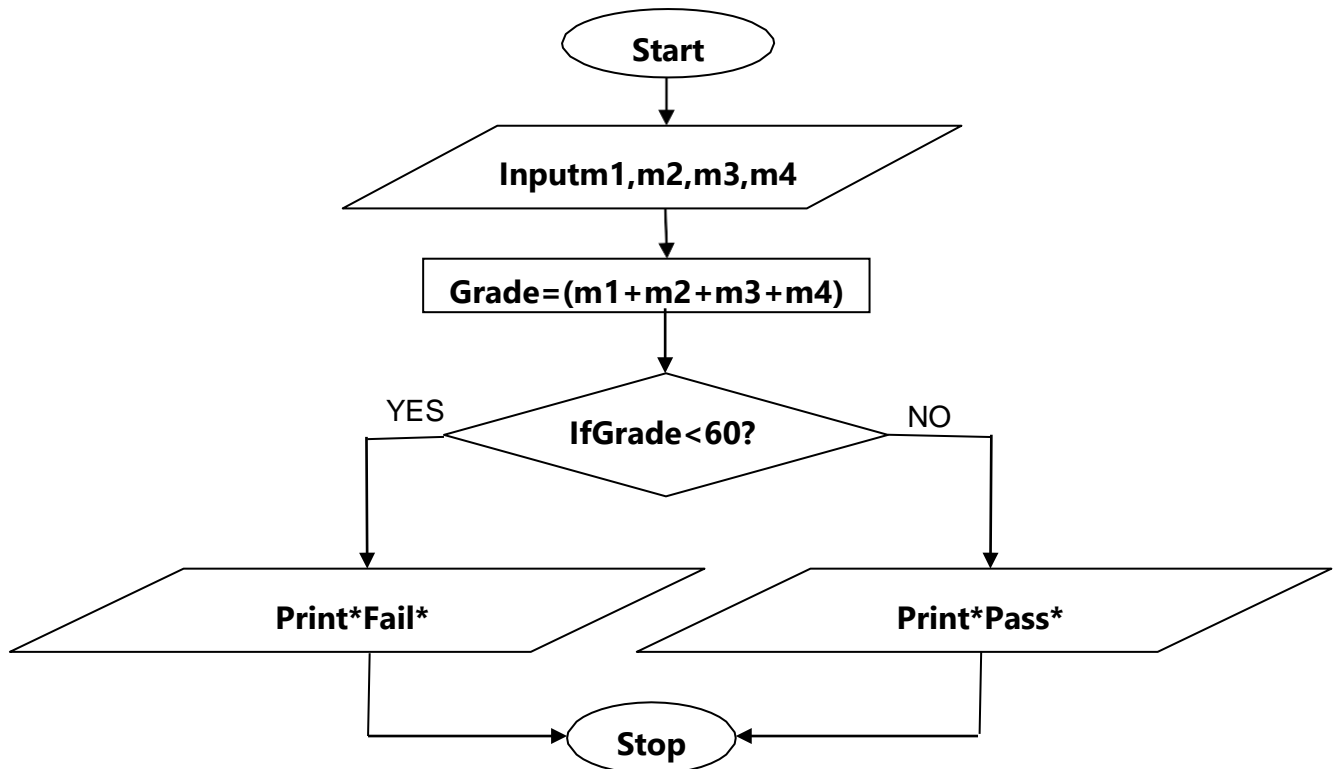 Start
Inputm1,m2,m3,m4
Grade=(m1+m2+m3+m4)
YES
IfGrade<60?
NO
Print*Fail*
Print*Pass*
Stop